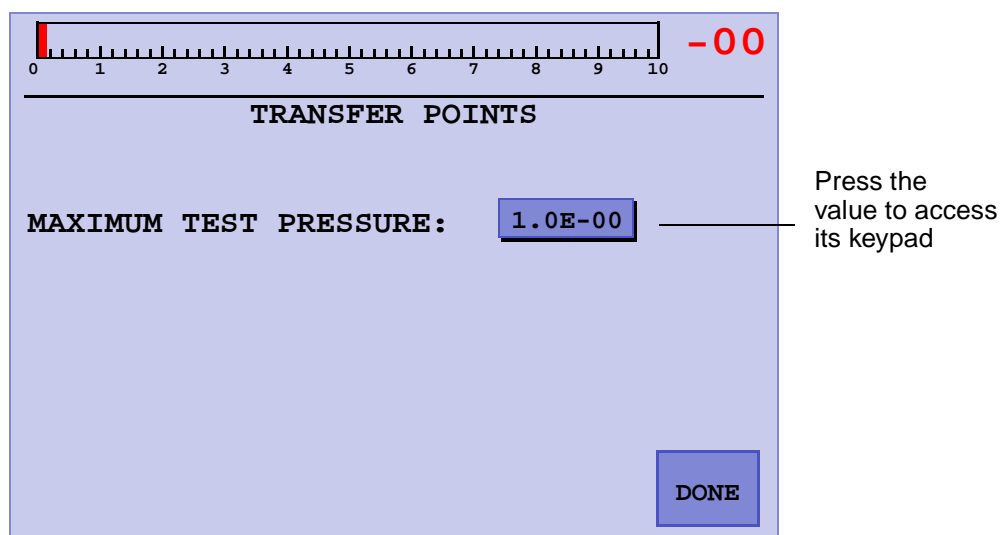 -00
0 1 2 3 4 5 6 7 8 9 10
TRANSFER POINTS
MAXIMUM TEST PRESSURE: 1.0E-00
Press the
value to access
its keypad
DONE